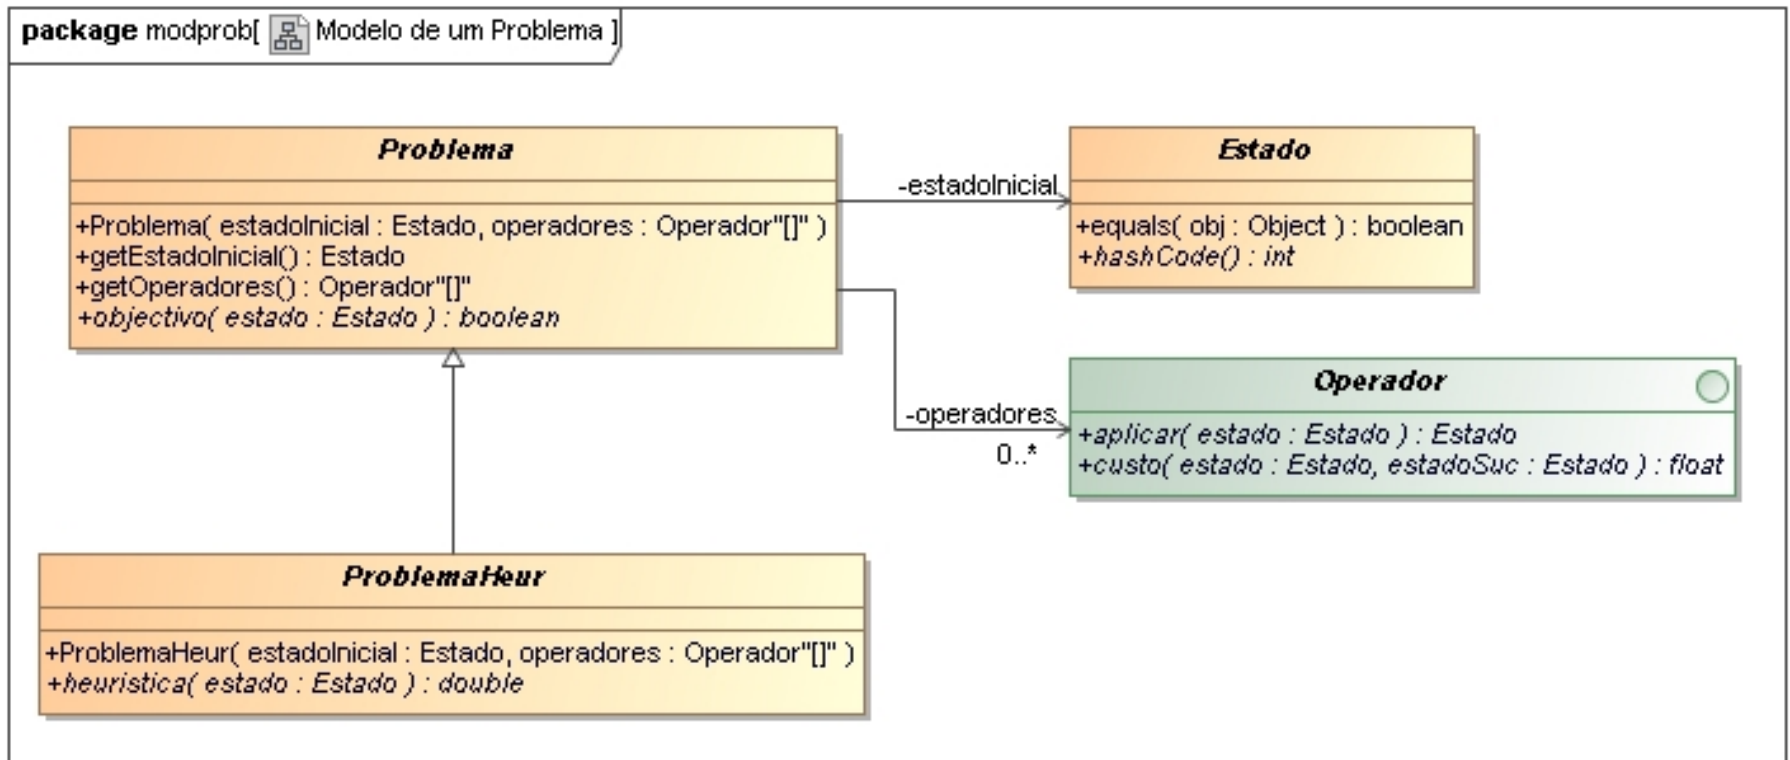 package modprob[ Modelo de um Problema ]
Problema
+Problema( estadoInicial : Estado, operadores : Operador"[]" )
+getEstadoInicial() : Estado
+getOperadores() : Operador"[]"
+objectivo( estado : Estado ) : boolean
-estadoInicial
Estado
+equals( obj : Object ) : boolean
+hashCode() : int
-operadores
0..*
Operador
+aplicar( estado : Estado ) : Estado
+custo( estado : Estado, estadoSuc : Estado ) : float
ProblemaHeur
+ProblemaHeur( estadoInicial : Estado, operadores : Operador"[]" )
+heuristica( estado : Estado ) : double